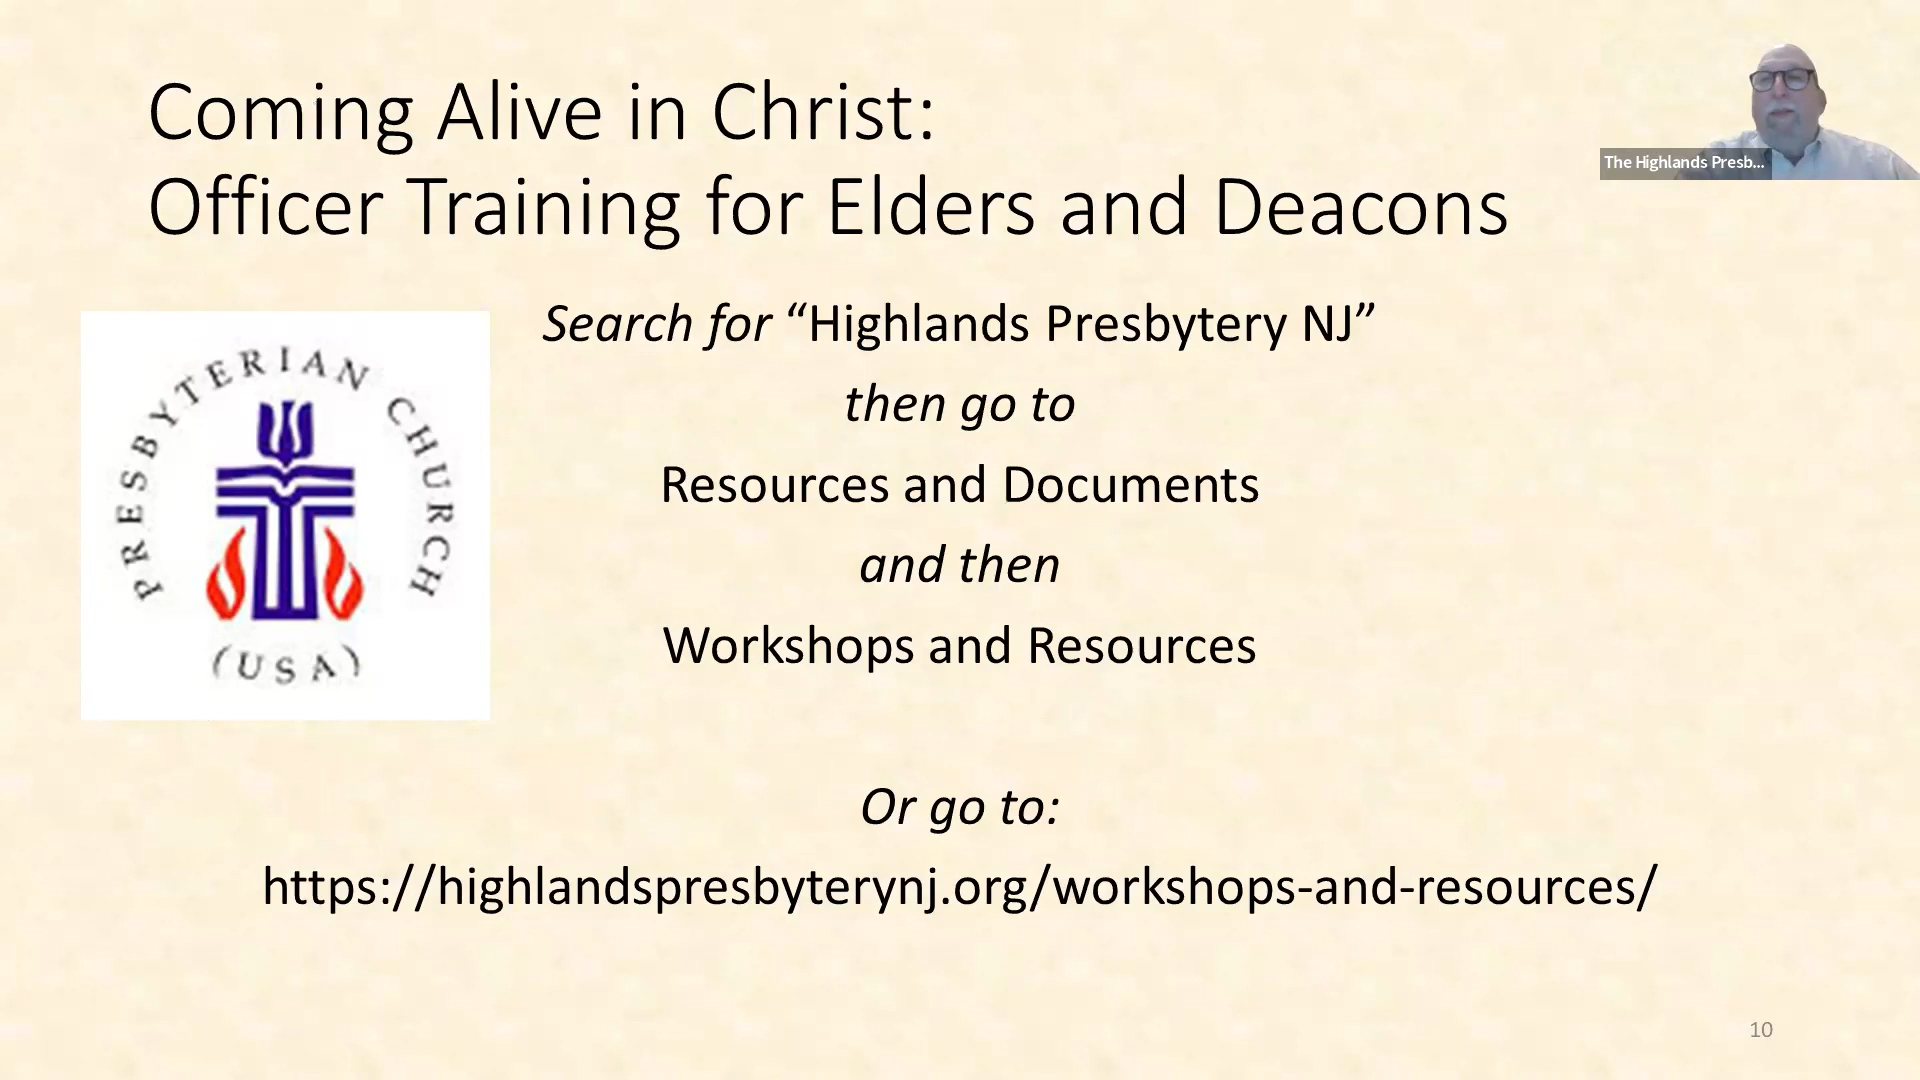 Coming Alive in Christ:
Officer Training for Elders and Deacons
The Highlands Presb...
Search for “Highlands Presbytery NJ”
then go to
Resources and Documents
and then
Workshops and Resources
PRESBYTERIAN CHURCH
(USA)
Or go to:
https://highlandspresbyterynj.org/workshops-and-resources/
10